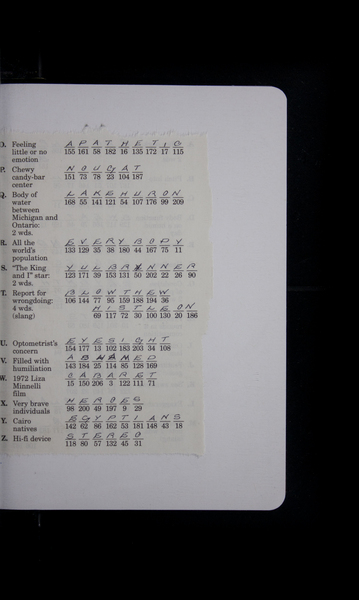 O. Feeling A P A T H E T I C
little or no 155 161 58 182 16 135 172 17 115
emotion
P. Chewy N O U G A T
candy-bar 151 73 78 23 104 187
center
Q. Body of L A K E H U R O N
water 168 55 141 121 54 107 176 99 209
between
Michigan and
Ontario:
2 wds.
R. All the E V E R Y B O D Y
world's 133 129 35 38 180 44 167 75 11
population
S. "The King Y U L B R Y N N E R
and I" star: 123 171 39 153 131 50 202 22 26 90
2 wds.
T. Report for B L O W T H E W
wrongdoing: 106 144 77 95 159 188 194 36
4 wds. H I S T L E O N
(slang) 69 117 72 30 100 130 20 186
U. Optometrist's E Y E S I G H T
concern 154 177 13 102 183 203 34 108
V. Filled with A B H A M E D
humiliation 143 184 25 114 85 128 169
W. 1972 Liza C A B A R E T
Minnelli 15 150 206 3 122 111 71
film
X. Very brave H E R O E S
individuals 98 200 49 197 9 29
Y. Cairo E G Y P T I A N S
natives 142 62 86 162 53 181 148 43 18
Z. Hi-fi device S T E R E O
118 80 57 132 45 31